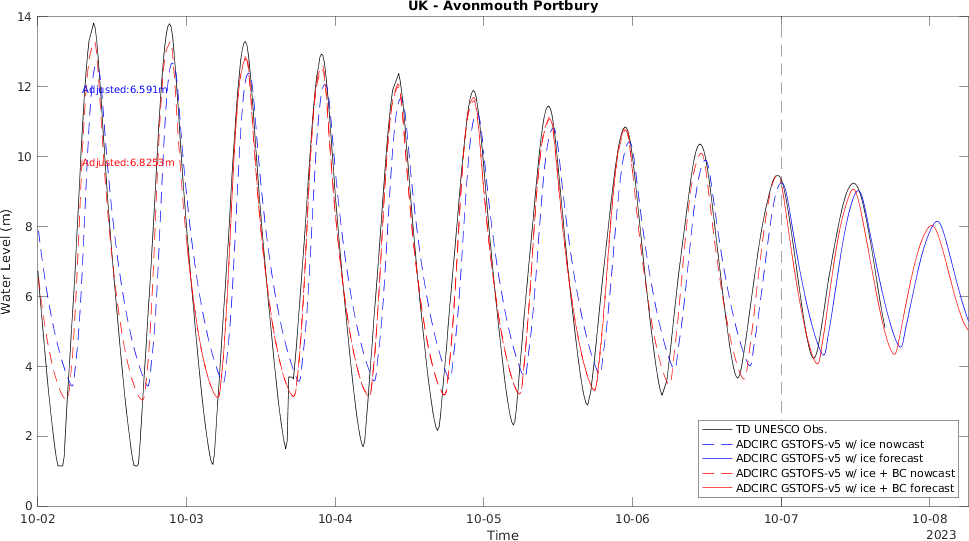 UK - Avonmouth Portbury
14
12
10
8
6
4
2
0
Water Level (m)
Adjusted:6.591m
Adjusted:6.8253m
TD UNESCO Obs.
ADCIRC GSTOFS-v5 w/ ice nowcast
ADCIRC GSTOFS-v5 w/ ice forecast
ADCIRC GSTOFS-v5 w/ ice + BC nowcast
ADCIRC GSTOFS-v5 w/ ice + BC forecast
10-02 10-03 10-04 10-05 10-06 10-07 10-08
Time
2023